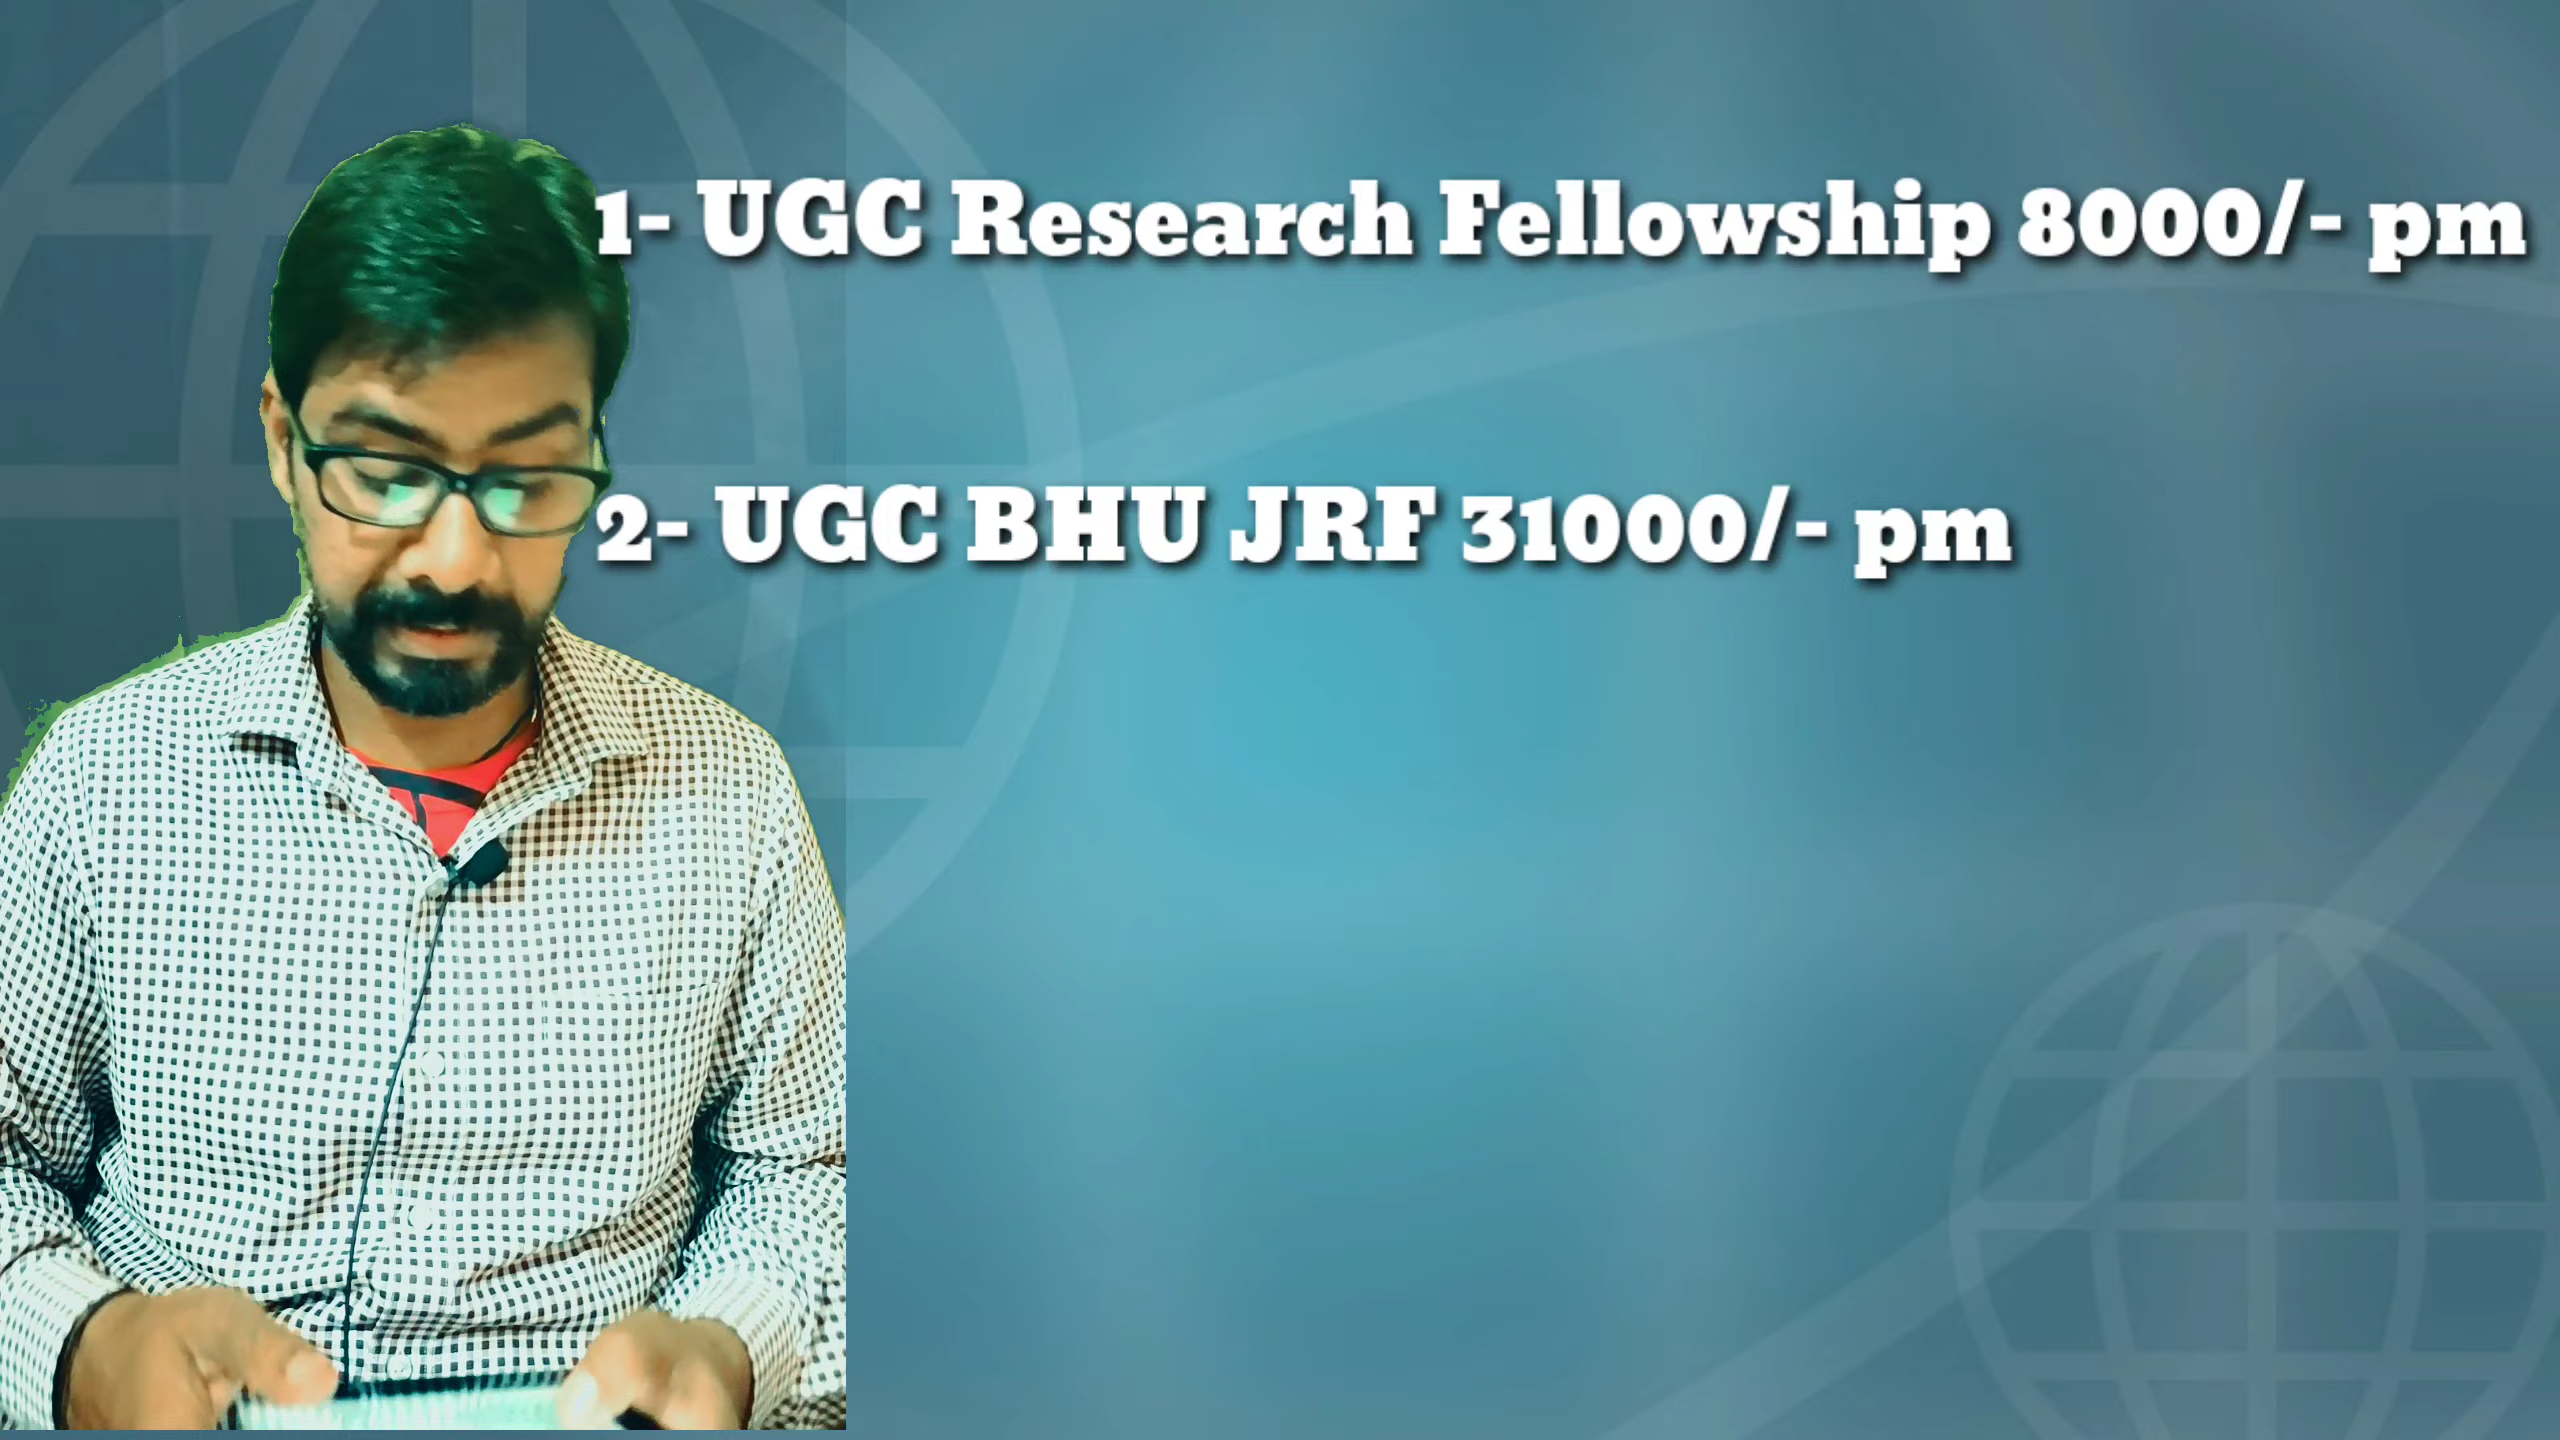 1- UGC Research Fellowship 8000/- pm
2- UGC BHU JRF 31000/- pm